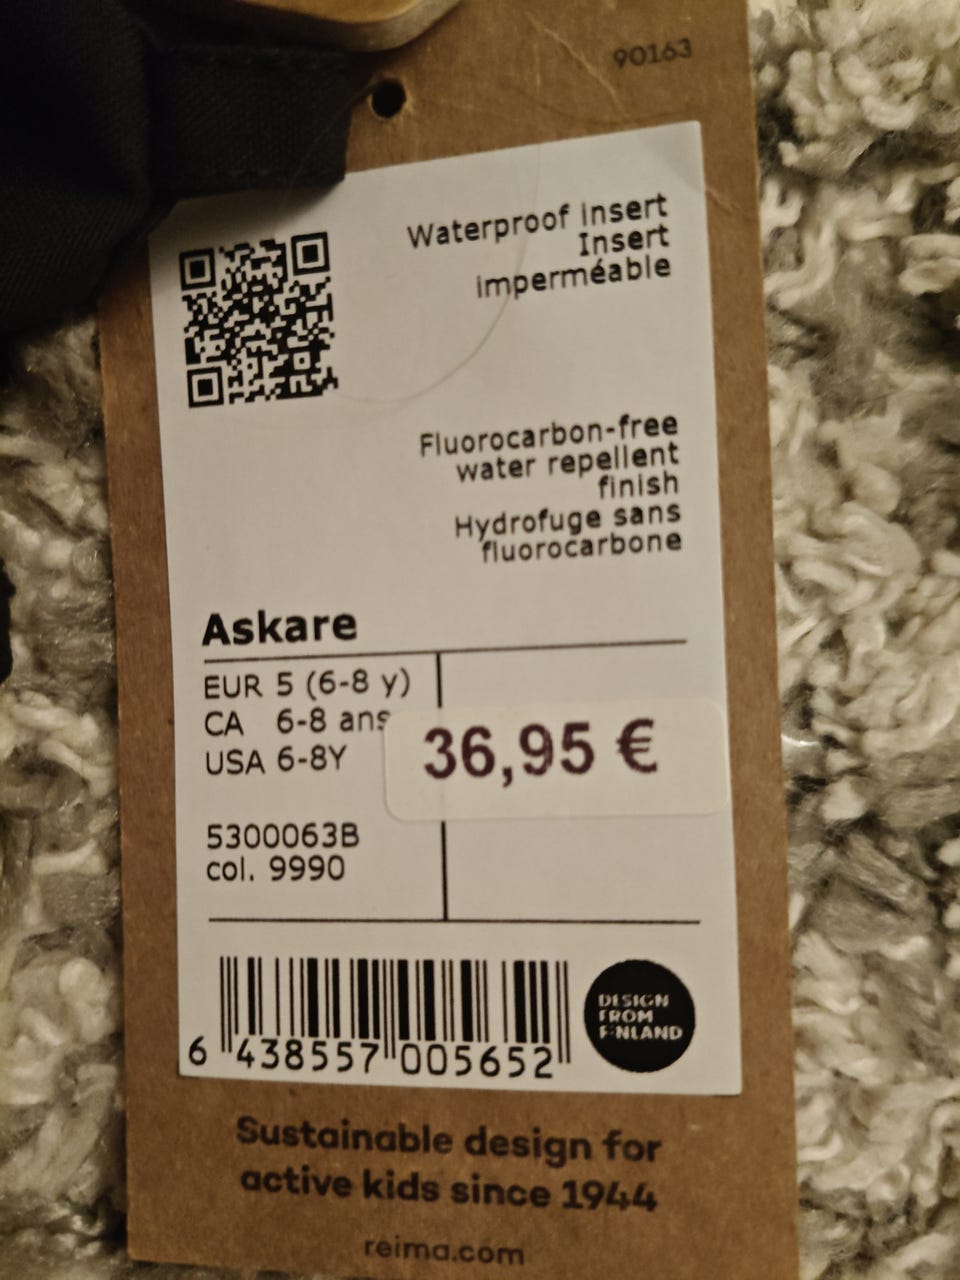 90163
Waterproof insert
Insert
imperméable
Fluorocarbon-free
water repellent
finish
Hydrofuge sans
fluorocarbone
Askare
EUR 5 (6-8 y)
CA 6-8 ans
USA 6-8Y
36,95 €
5300063B
col. 9990
6 438557 005652
DESIGN
FROM
FINLAND
Sustainable design for
active kids since 1944
reima.com